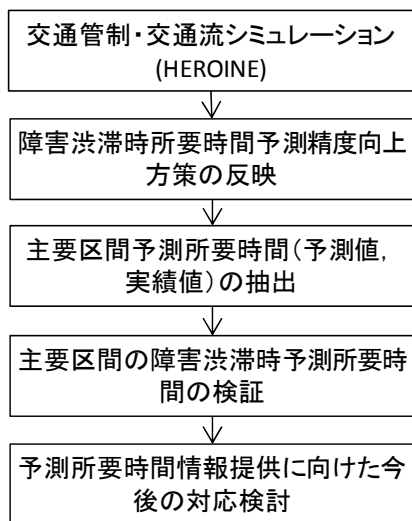 交通管制・交通流シミュレーション
(HEROINE)
障害渋滞時所要時間予測精度向上
方策の反映
主要区間予測所要時間(予測値,
実績値)の抽出
主要区間の障害渋滞時予測所要時
間の検証
予測所要時間情報提供に向けた今
後の対応検討